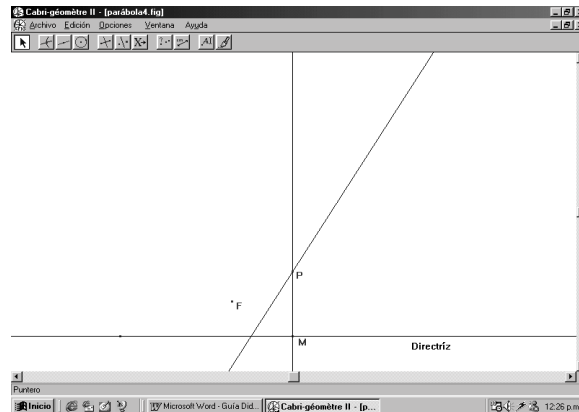 Cabri-géomètre II - [parábola4.fig]
Archivo Edición Opciones Ventana Ayuda
P
F
M
Directríz
Puntero
Inicio Microsoft Word - Guía Did... Cabri-géomètre II - [p... 12:26 p.m.